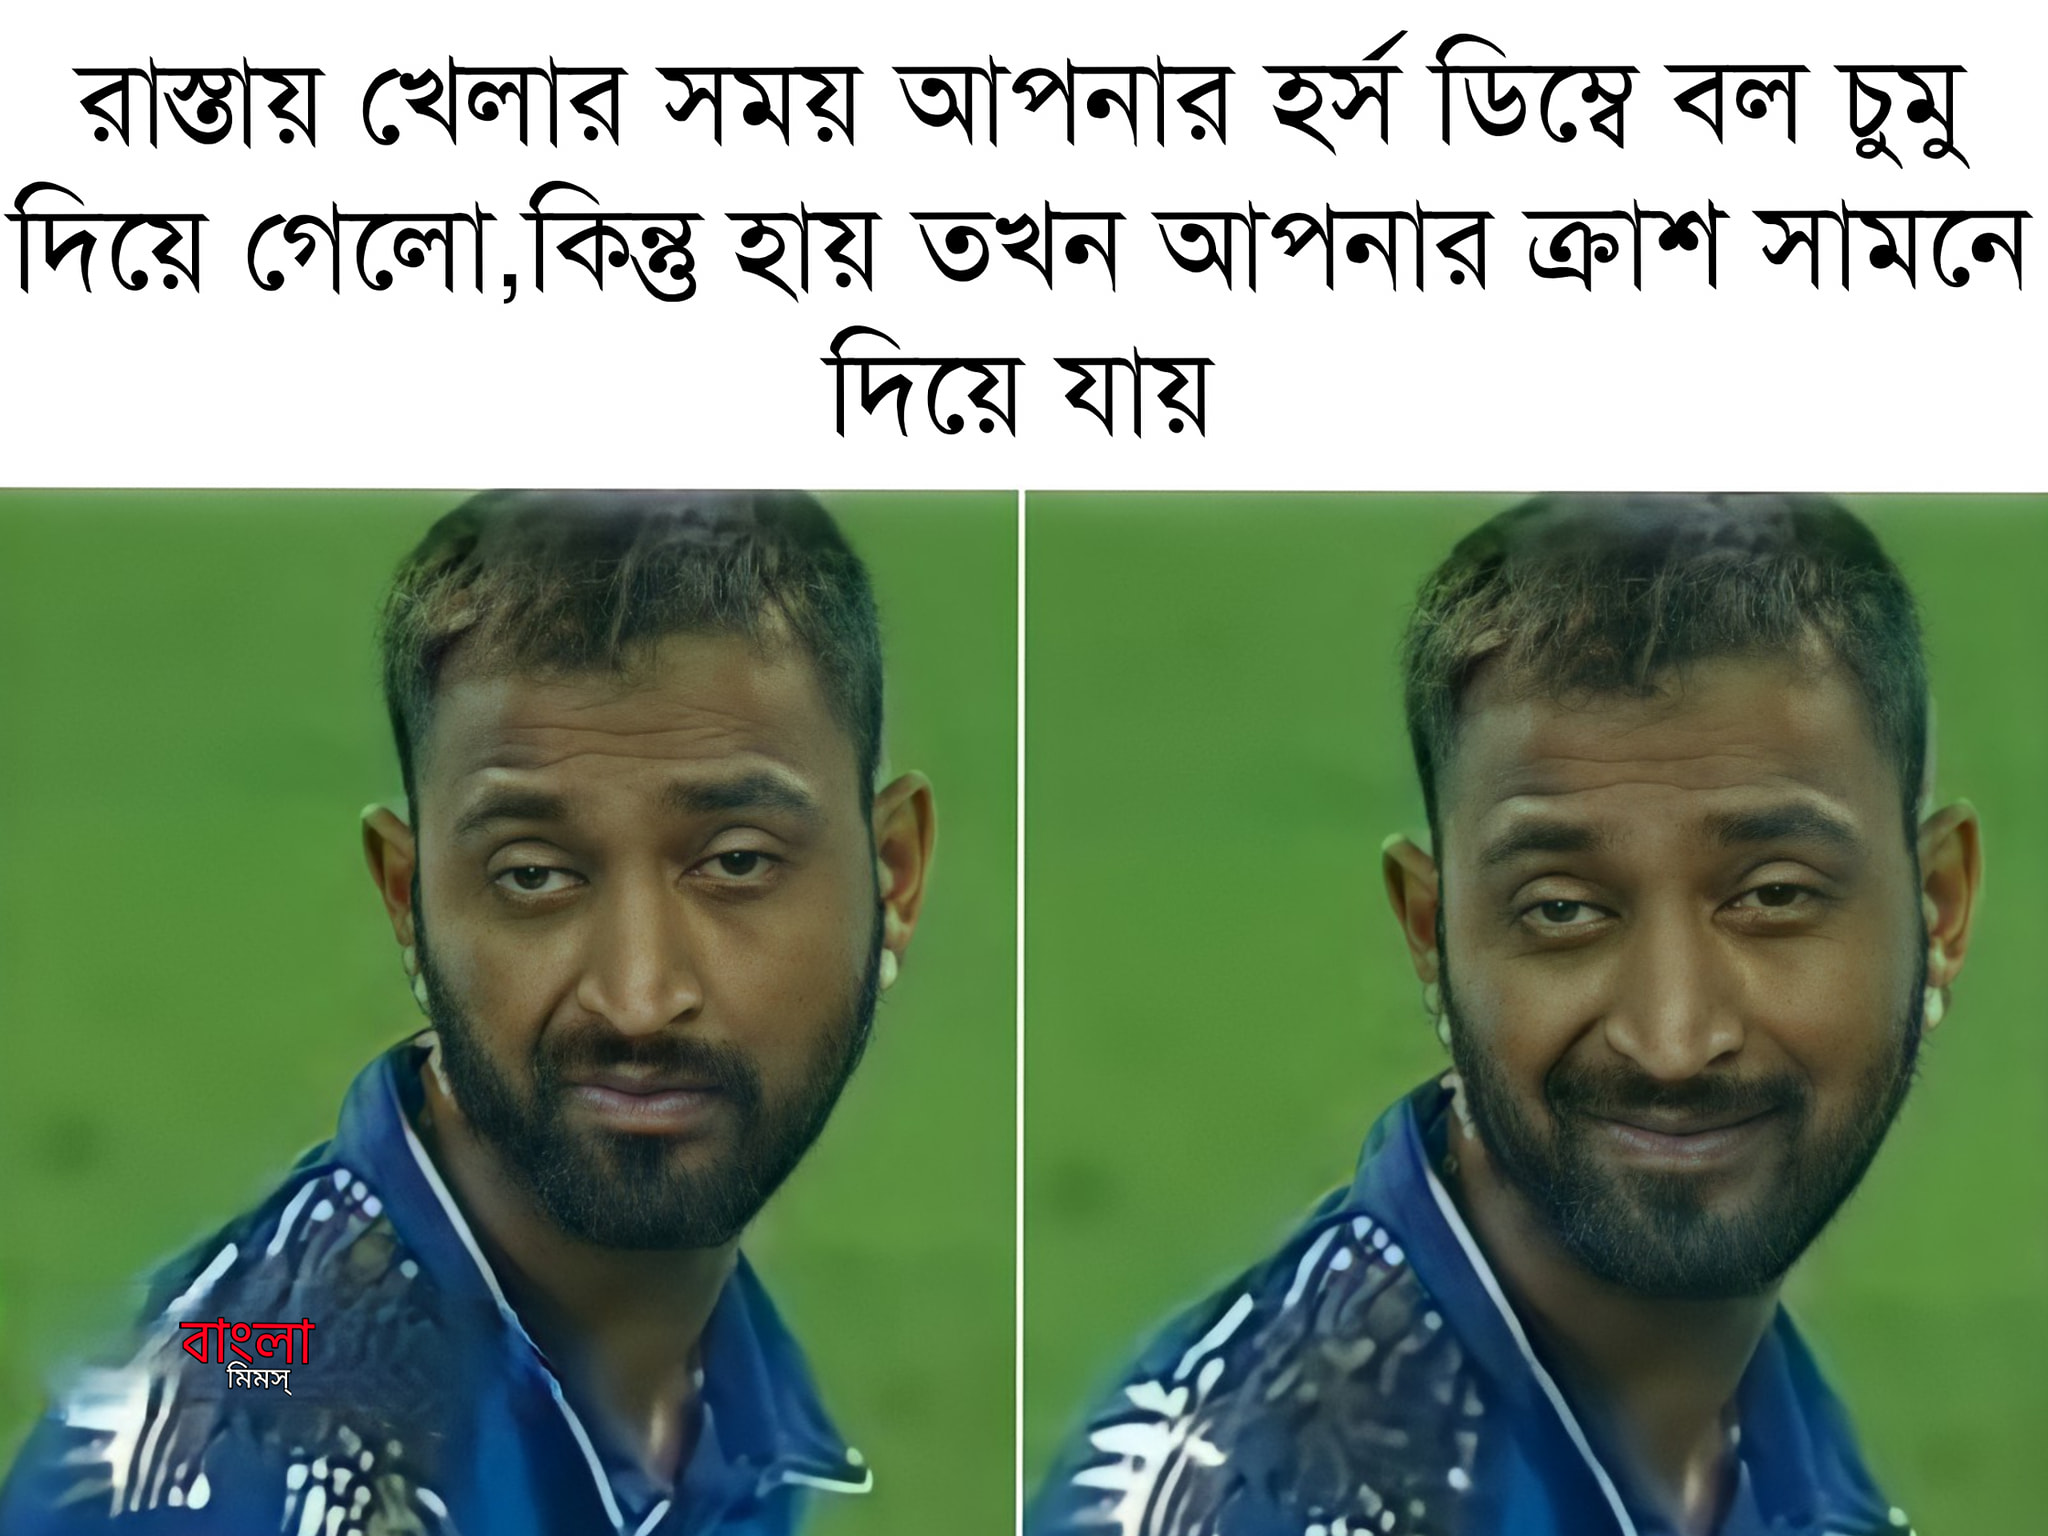 রাস্তায় খেলার সময় আপনার হর্স ডিম্বে বল চুমু
দিয়ে গেলো,কিন্তু হায় তখন আপনার ক্রাশ সামনে
দিয়ে যায়
বাংলা
মিমস্